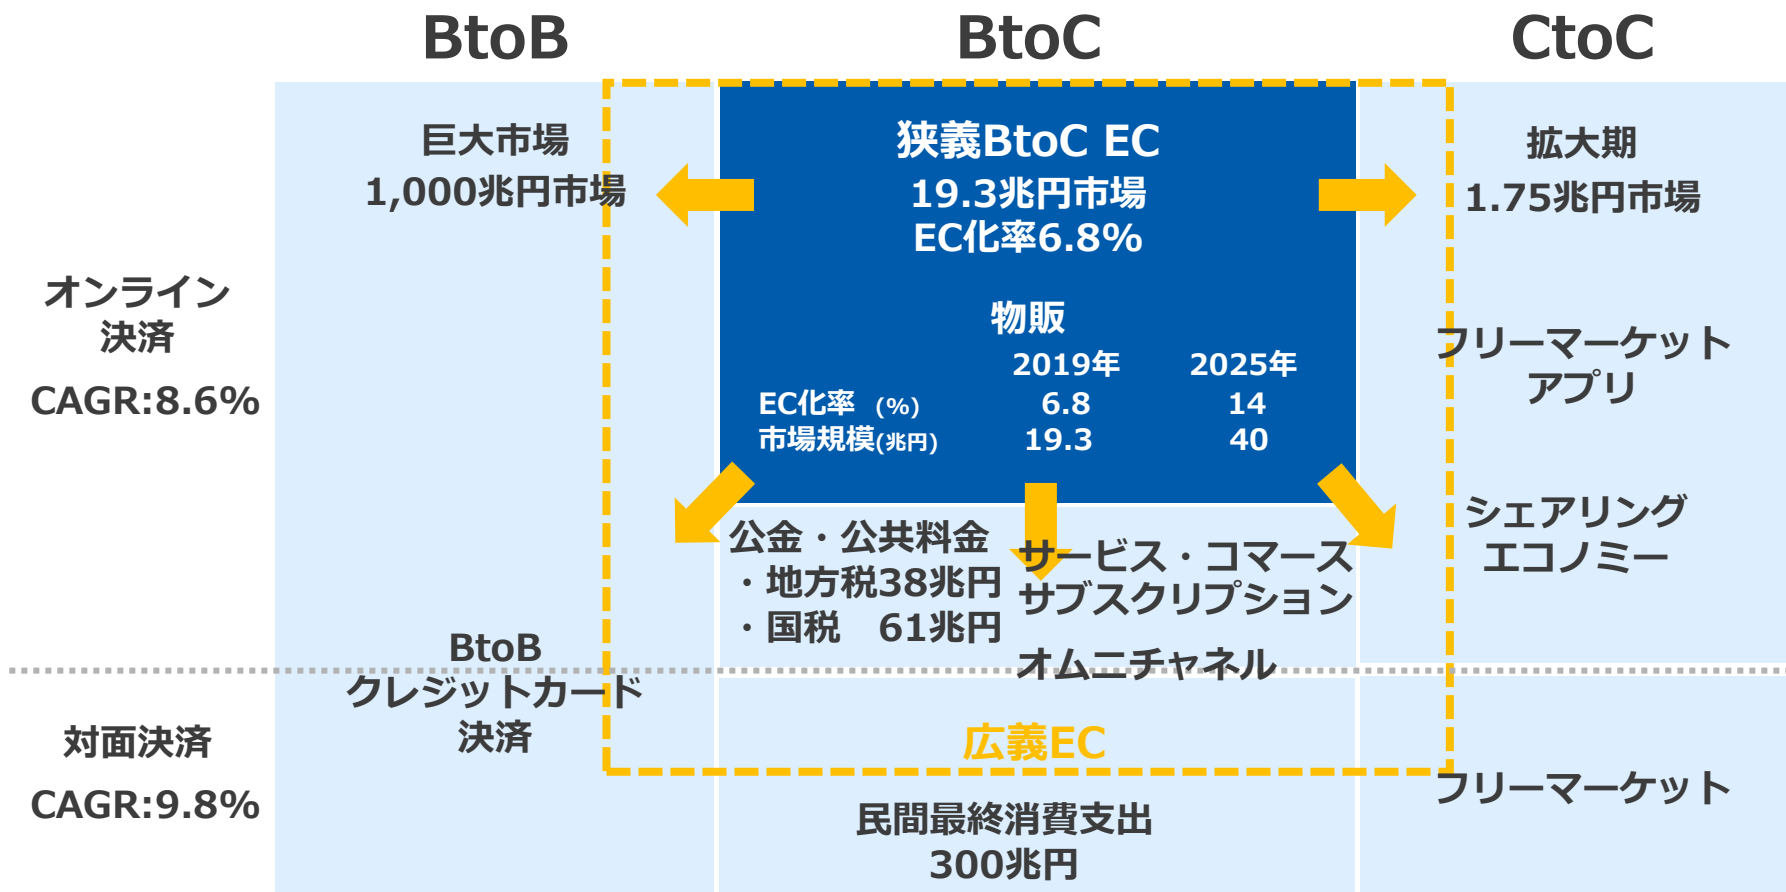 BtoB
BtoC
CtoC
巨大市場
1,000兆円市場
狭義BtoC EC
19.3兆円市場
EC化率6.8%
拡大期
1.75兆円市場
オンライン
決済
CAGR:8.6%
物販
2019年 2025年
EC化率 (%) 6.8 14
市場規模(兆円) 19.3 40
フリーマーケット
アプリ
シェアリング
エコノミー
公金・公共料金
・地方税38兆円
・国税 61兆円
サービス・コマース
サブスクリプション
オムニチャネル
BtoB
クレジットカード
決済
対面決済
CAGR:9.8%
広義EC
民間最終消費支出
300兆円
フリーマーケット